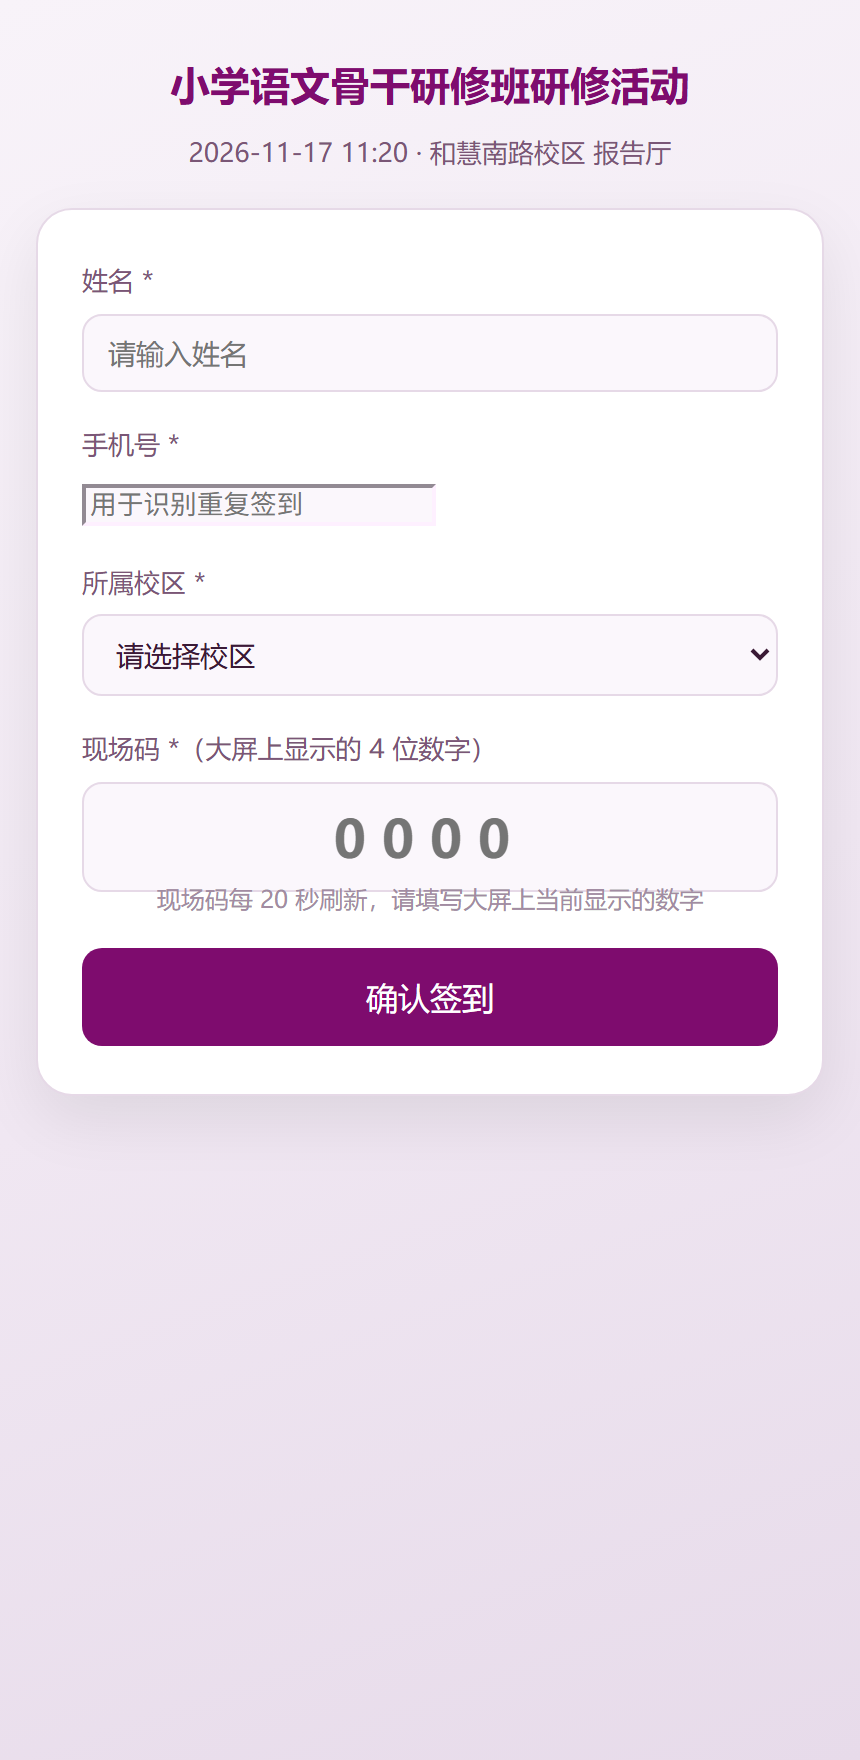 小学语文骨干研修班研修活动
2026-11-17 11:20 · 和慧南路校区 报告厅
姓名 *
请输入姓名
手机号 *
用于识别重复签到
所属校区 *
请选择校区
现场码 *（大屏上显示的 4 位数字）
0000
现场码每 20 秒刷新，请填写大屏上当前显示的数字
确认签到